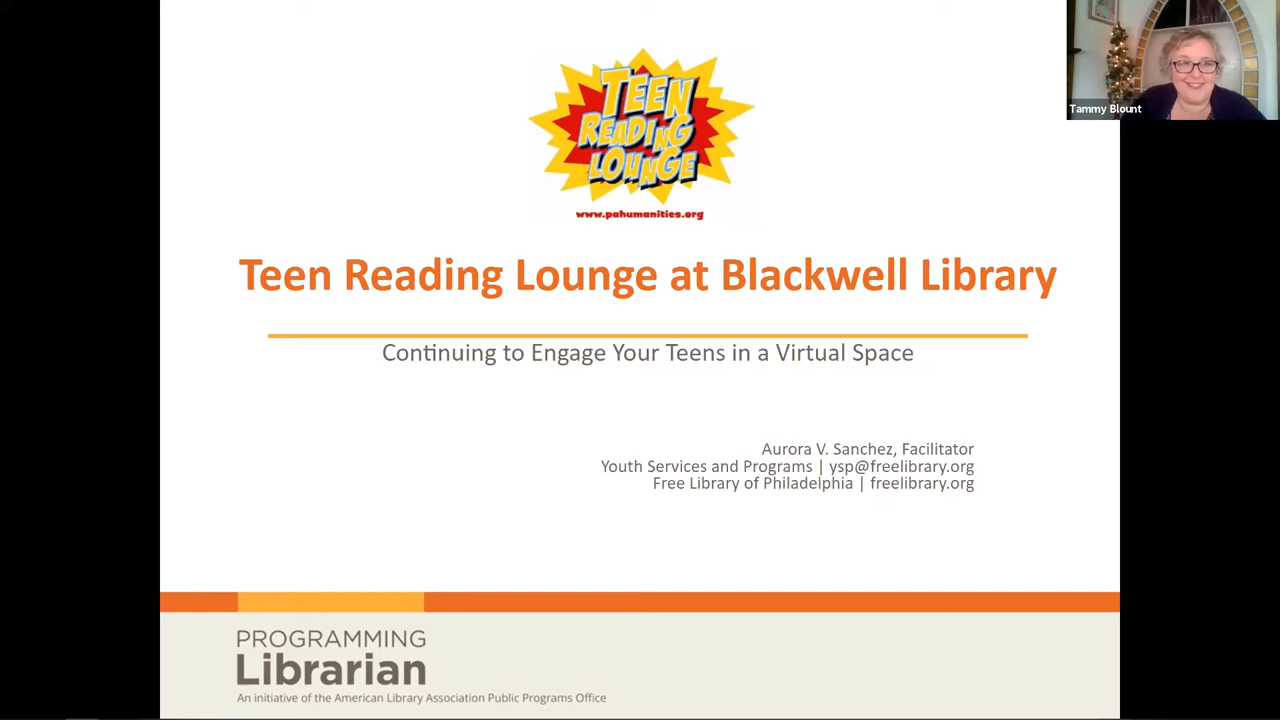 TEEN
READING
LOUNGE
www.pahumanities.org
Tammy Blount
Teen Reading Lounge at Blackwell Library
Continuing to Engage Your Teens in a Virtual Space
Aurora V. Sanchez, Facilitator
Youth Services and Programs | ysp@freelibrary.org
Free Library of Philadelphia | freelibrary.org
PROGRAMMING
Librarian
An initiative of the American Library Association Public Programs Office